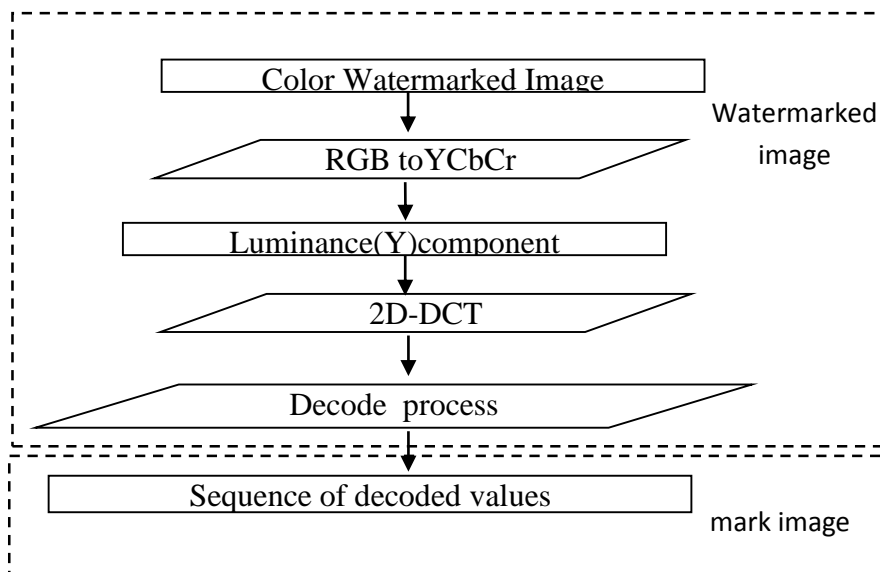 Color Watermarked Image
Watermarked
image
RGB toYCbCr
Luminance(Y)component
2D-DCT
Decode process
Sequence of decoded values
mark image